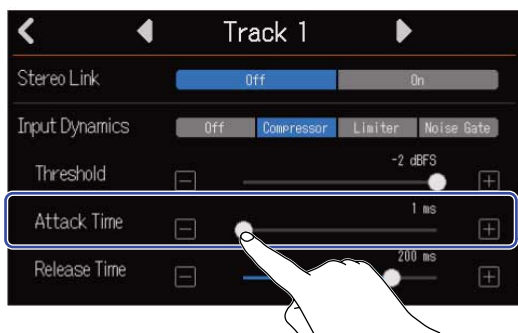 Track 1
Stereo Link Off On
Input Dynamics Off Compressor Limiter Noise Gate
Threshold -2 dBFS
Attack Time 1 ms
Release Time 200 ms